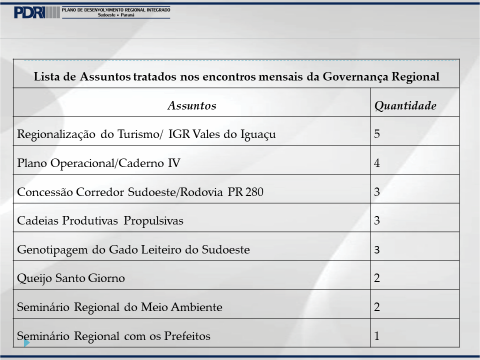 PDRI PLANO DE DESENVOLVIMENTO REGIONAL INTEGRADO
Sudoeste • Paraná
Lista de Assuntos tratados nos encontros mensais da Governança Regional
Assuntos Quantidade
Regionalização do Turismo/ IGR Vales do Iguaçu 5
Plano Operacional/Caderno IV 4
Concessão Corredor Sudoeste/Rodovia PR 280 3
Cadeias Produtivas Propulsivas 3
Genotipagem do Gado Leiteiro do Sudoeste 3
Queijo Santo Giorno 2
Seminário Regional do Meio Ambiente 2
Seminário Regional com os Prefeitos 1